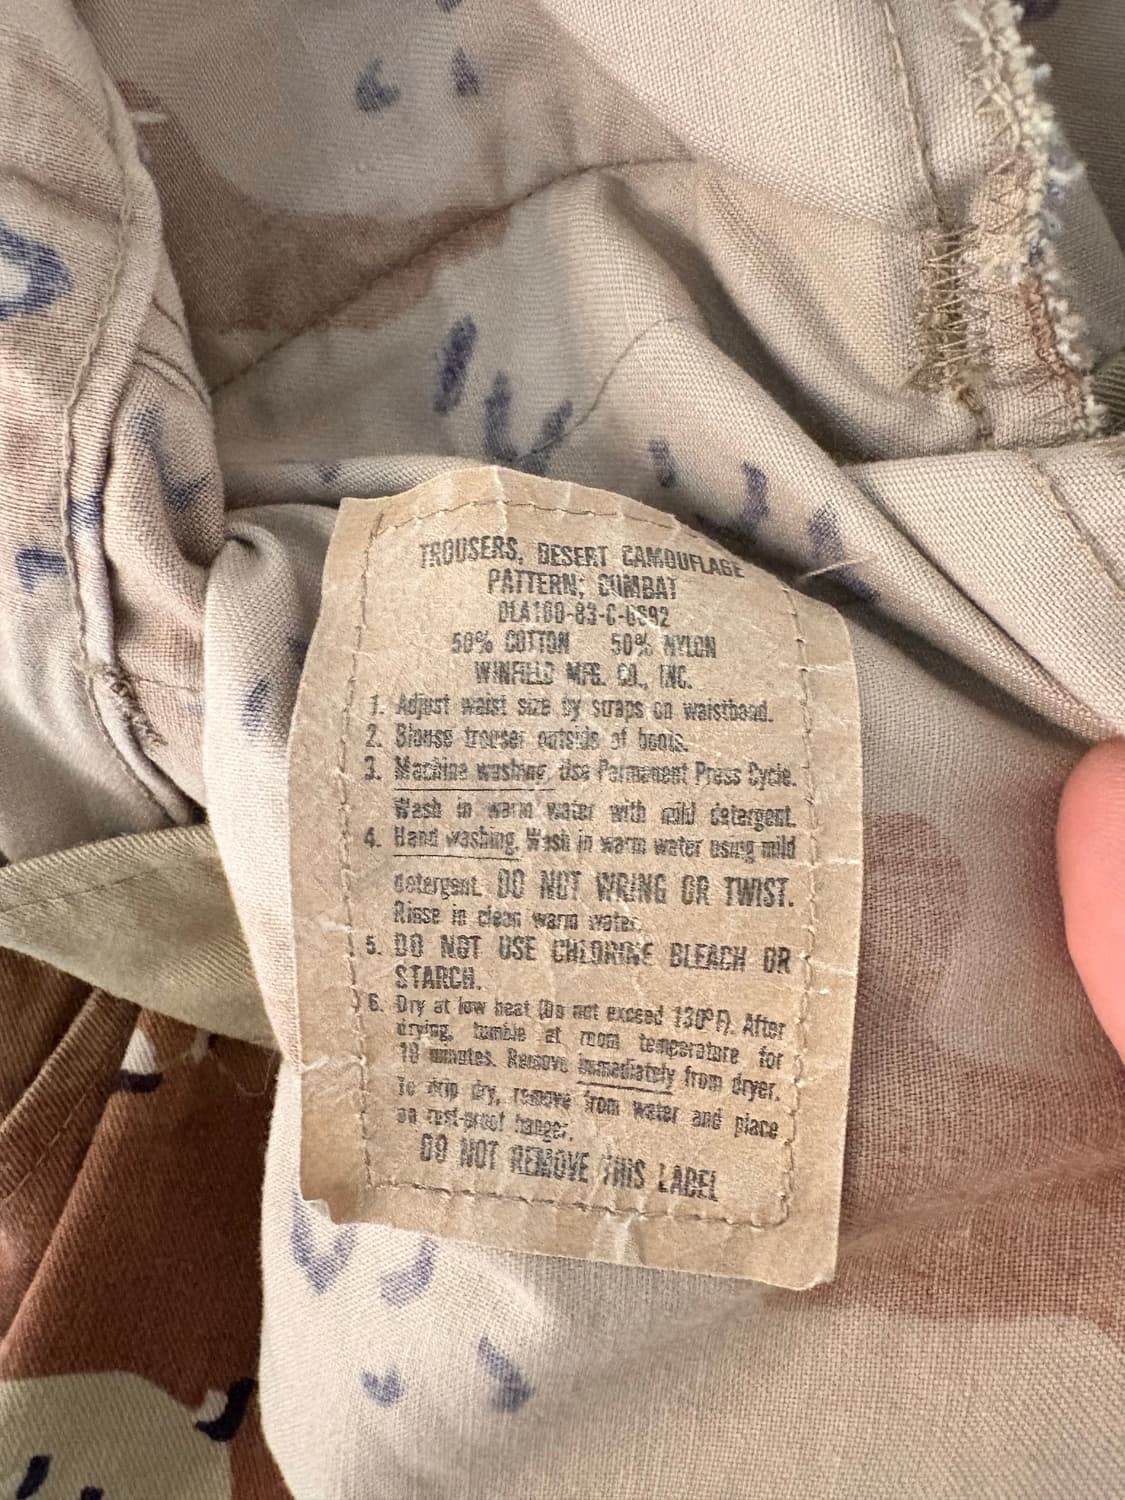 TROUSERS, DESERT CAMOUFLAGE
PATTERN; COMBAT
DLA100-83-C-
50% COTTON 50% NYLON
WINFIELD MFG. CO., INC.
1. Adjust waist size by straps on waistband.
2. Blouse trouser outside of boots.
3. Machine washing. Use Permanent Press Cycle.
Wash in warm water with mild detergent.
4. Hand washing. Wash in warm water using mild
detergent. DO NOT WRING OR TWIST.
Rinse in clean warm water.
5. DO NOT USE CHLORINE BLEACH OR
STARCH.
6. Dry at low heat (Do not exceed 130°F). After
drying, tumble at room temperature for
10 minutes. Remove immediately from dryer.
To drip dry, remove from water and place
on rust-proof hanger.
DO NOT REMOVE THIS LABEL